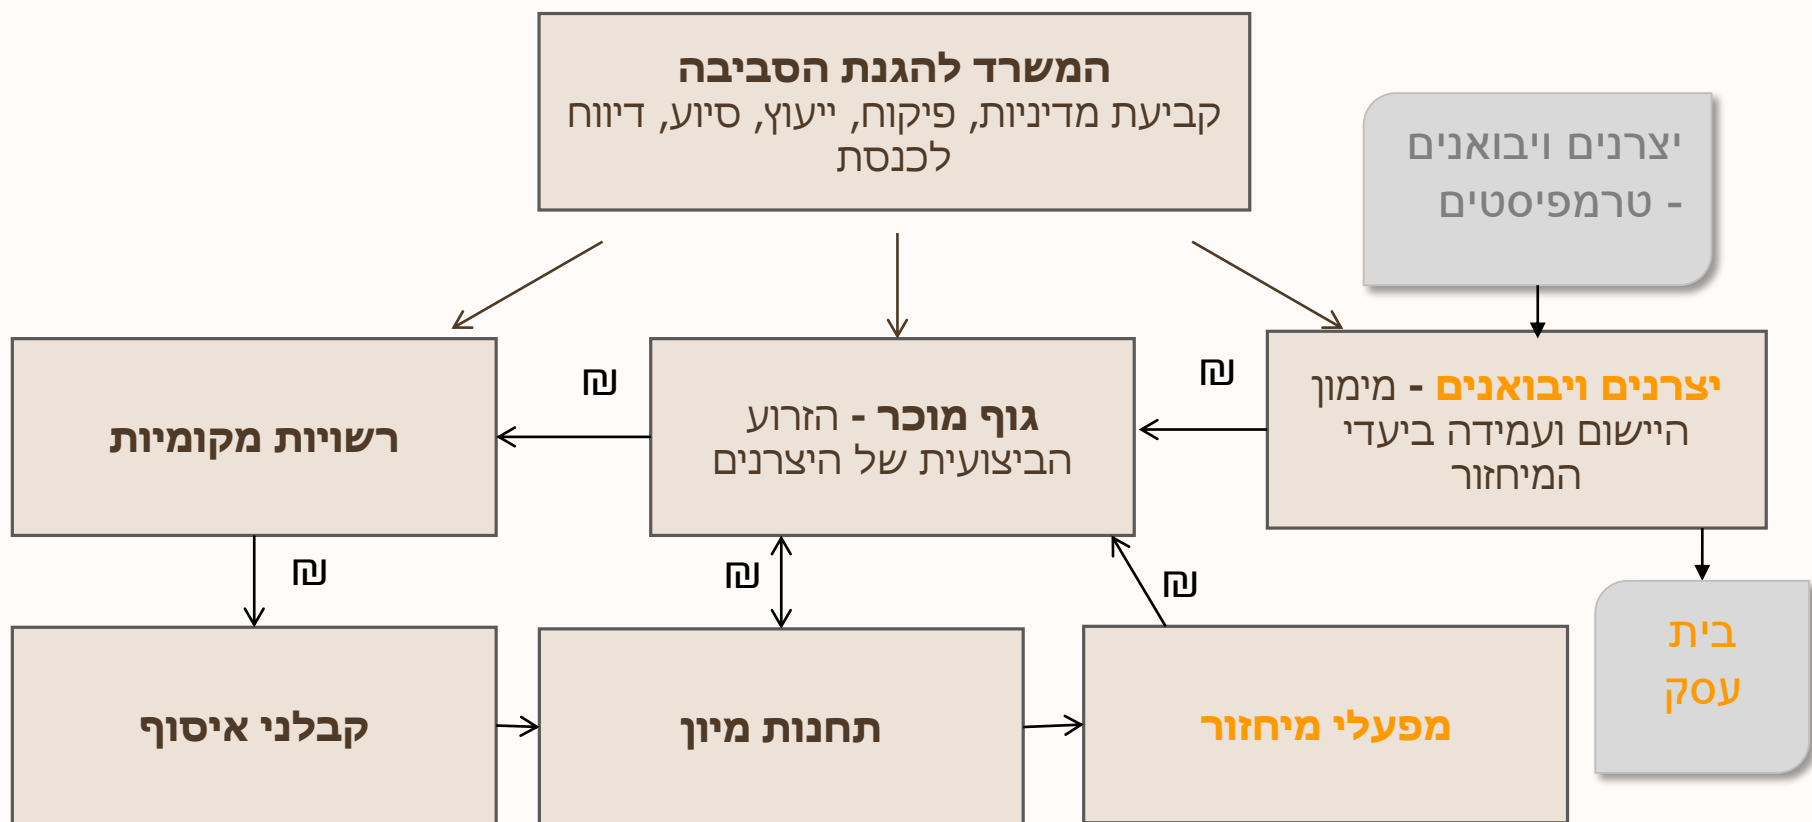 המשרד להגנת הסביבה
קביעת מדיניות, פיקוח, ייעוץ, סיוע, דיווח
לכנסת
יצרנים ויבואנים
- טרמפיסטים
יצרנים ויבואנים - מימון
היישום ועמידה ביעדי
המיחזור
₪
גוף מוכר - הזרוע
הביצועית של היצרנים
₪
רשויות מקומיות
₪
₪
₪
בית
עסק
מפעלי מיחזור
תחנות מיון
קבלני איסוף